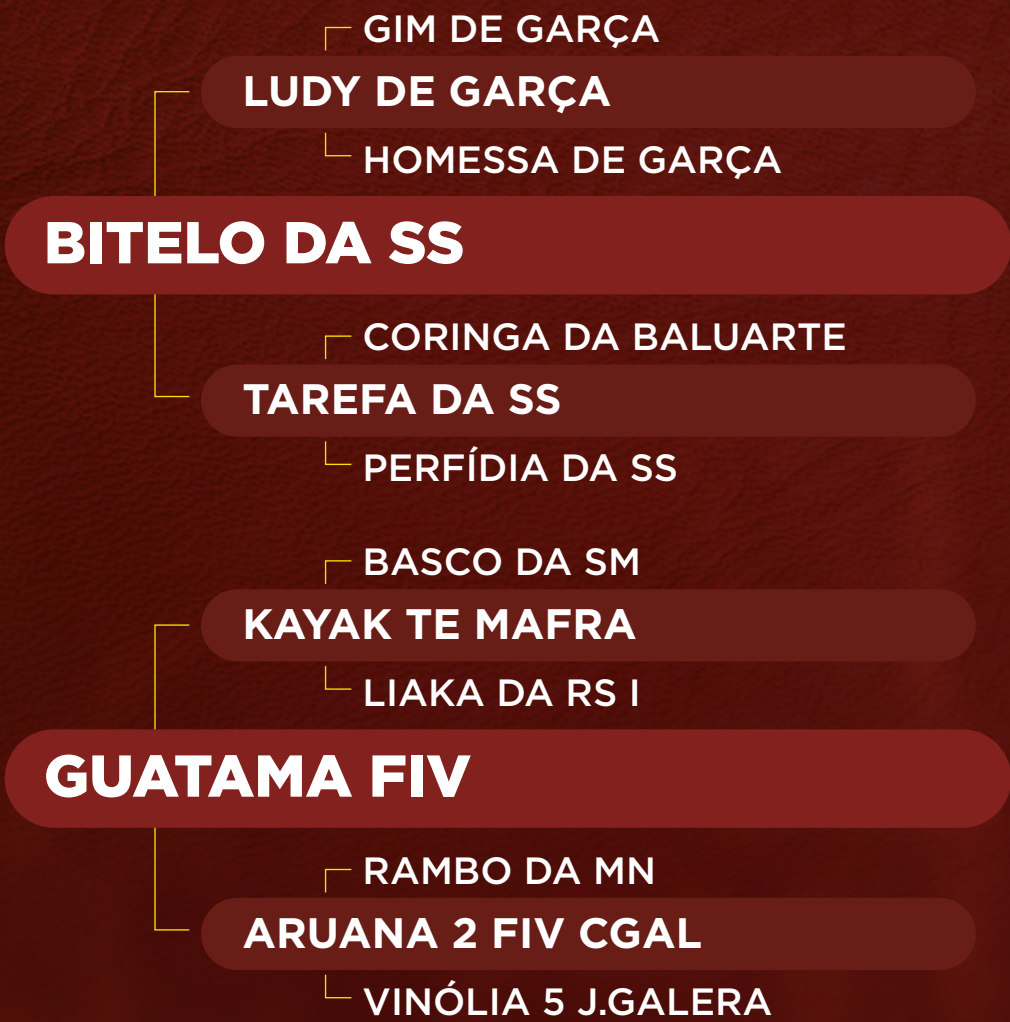 GIM DE GARÇA
LUDY DE GARÇA
HOMESSA DE GARÇA
BITELO DA SS
CORINGA DA BALUARTE
TAREFA DA SS
PERFÍDIA DA SS
BASCO DA SM
KAYAK TE MAFRA
LIAKA DA RS I
GUATAMA FIV
RAMBO DA MN
ARUANA 2 FIV CGAL
VINÓLIA 5 J.GALERA